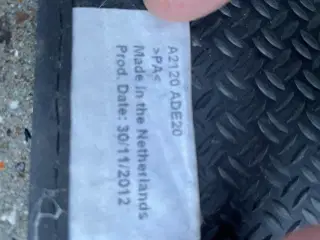 A2120 ADE20
>PA<
Made in the Netherlands
Prod. Date: 30/11/2012